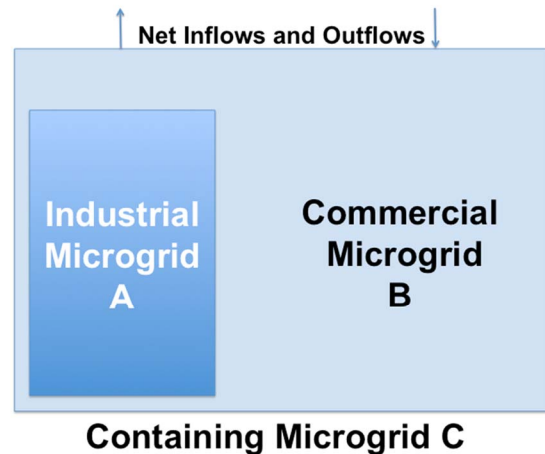 Net Inflows and Outflows
Industrial
Microgrid
A
Commercial
Microgrid
B
Containing Microgrid C